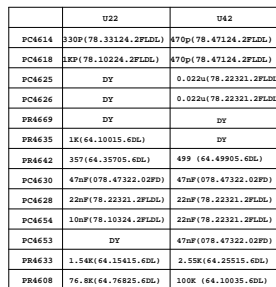 U22 U42
PC4614 330P(78.33124.2FLDL) 470p(78.47124.2FLDL)
PC4618 1KP(78.10224.2FLDL) 470p(78.47124.2FLDL)
PC4625 DY 0.022u(78.22321.2FLDL
PC4626 DY 0.022u(78.22321.2FLDL
PR4669 DY DY
PR4635 1K(64.10015.6DL) DY
PR4642 357(64.35705.6DL) 499 (64.49905.6DL)
PC4630 47nF(078.47322.02FD) 47nF(078.47322.02FD)
PC4628 22nF(78.22321.2FLDL) 22nF(78.22321.2FLDL)
PC4654 10nF(78.10324.2FLDL) 22nF(78.22321.2FLDL)
PC4653 DY 47nF(078.47322.02FD)
PR4633 1.54K(64.15415.6DL) 2.55K(64.25515.6DL)
PR4608 76.8K(64.76825.6DL) 100K (64.10035.6DL)